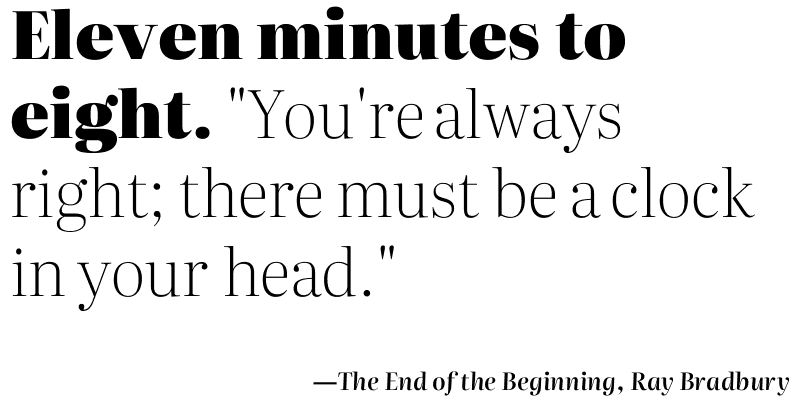 Eleven minutes to
eight. "You're always
right; there must be a clock
in your head."
—The End of the Beginning, Ray Bradbury